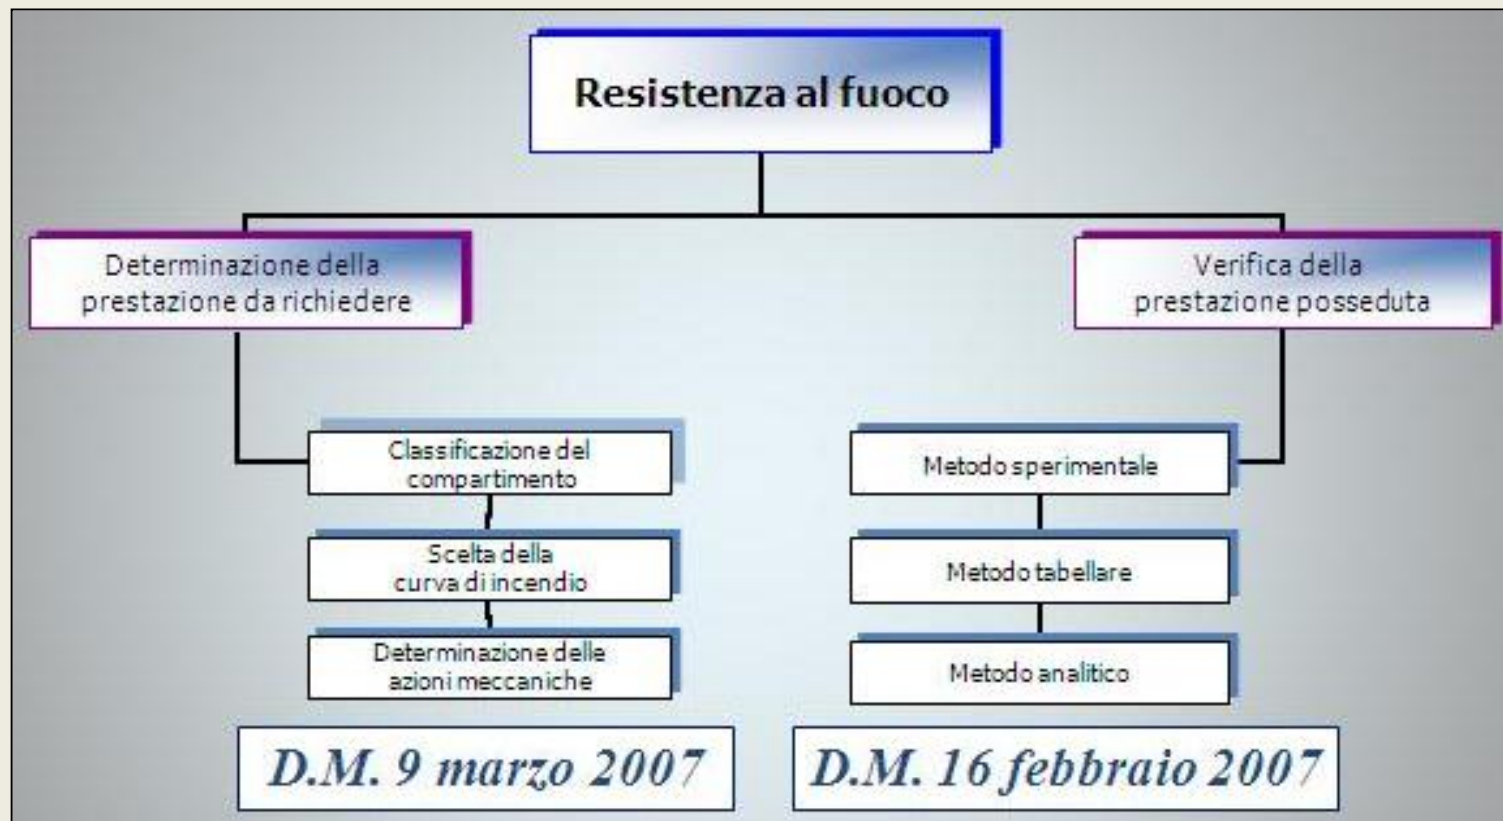 Resistenza al fuoco
Determinazione della
prestazione da richiedere
Verifica della
prestazione posseduta
Classificazione del
compartimento
Scelta della
curva di incendio
Determinazione delle
azioni meccaniche
Metodo sperimentale
Metodo tabellare
Metodo analitico
D.M. 9 marzo 2007
D.M. 16 febbraio 2007